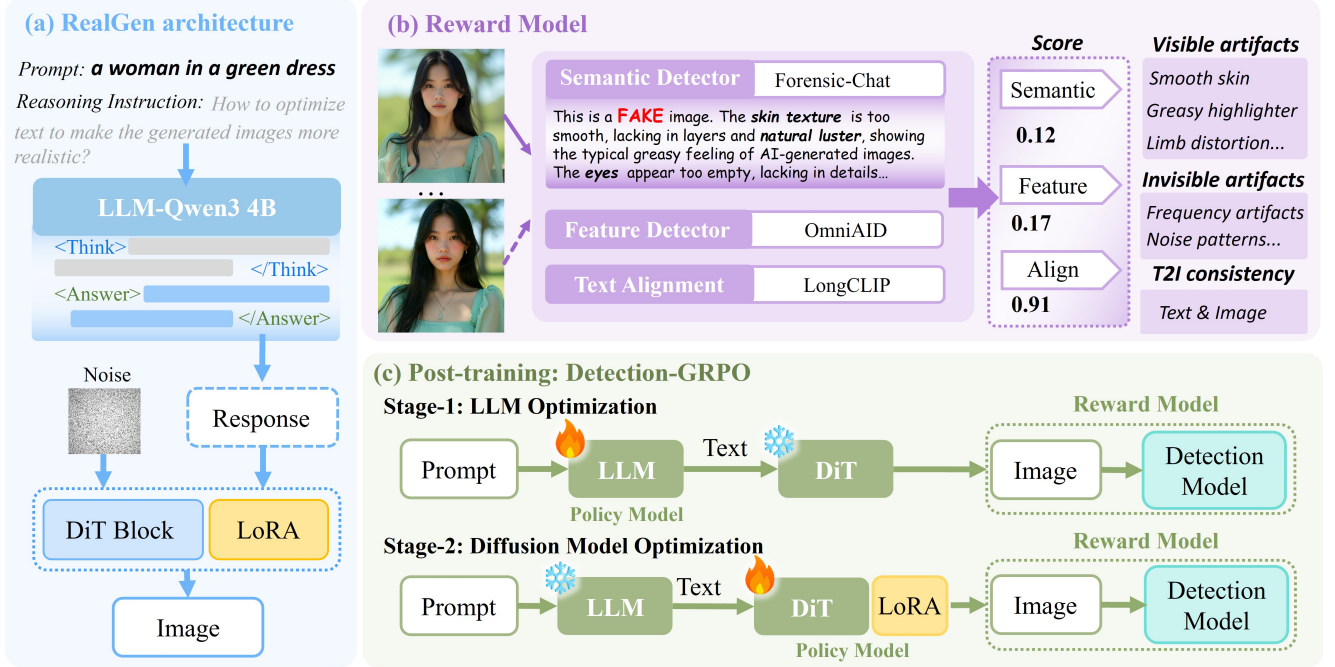 (a) RealGen architecture
Prompt: a woman in a green dress
Reasoning Instruction: How to optimize
text to make the generated images more
realistic?
LLM-Qwen3 4B
<Think>
</Think>
<Answer>
</Answer>
Noise
Response
DiT Block
LoRA
Image
(b) Reward Model
...
Semantic Detector
Forensic-Chat
This is a FAKE image. The skin texture is too
smooth, lacking in layers and natural luster, showing
the typical greasy feeling of AI-generated images.
The eyes appear too empty, lacking in details...
Feature Detector
OmniAID
Text Alignment
LongCLIP
Score
Semantic
0.12
Feature
0.17
Align
0.91
Visible artifacts
Smooth skin
Greasy highlighter
Limb distortion...
Invisible artifacts
Frequency artifacts
Noise patterns...
T2I consistency
Text & Image
(c) Post-training: Detection-GRPO
Stage-1: LLM Optimization
Prompt
LLM
Policy Model
Text
DiT
Reward Model
Image
Detection
Model
Stage-2: Diffusion Model Optimization
Prompt
LLM
Text
DiT
LoRA
Policy Model
Reward Model
Image
Detection
Model